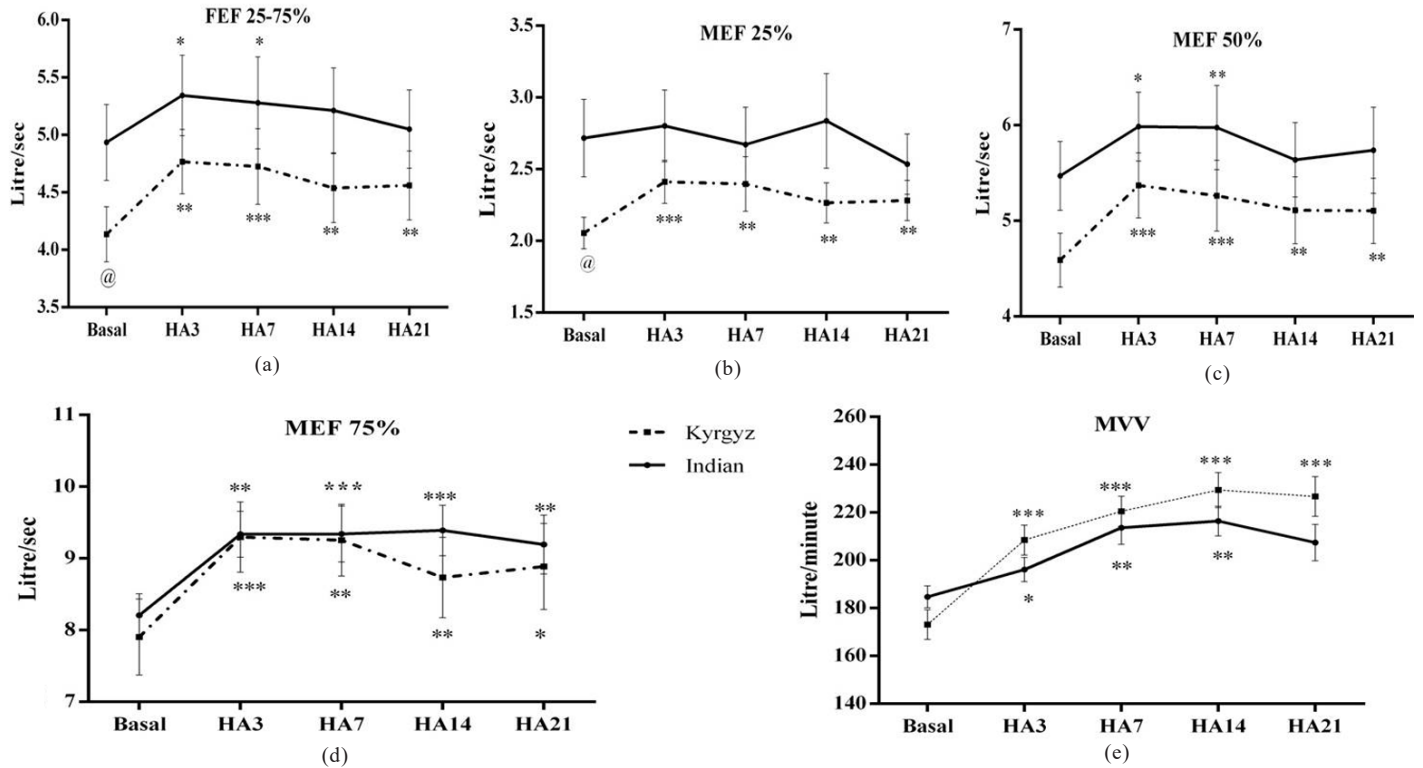 FEF 25-75%
6.0
5.5
5.0
4.5
4.0
3.5
Litre/sec
* *
** *** ** **
@
Basal HA3 HA7 HA14 HA21
(a)
MEF 25%
3.5
3.0
2.5
2.0
1.5
Litre/sec
*** ** ** **
@
Basal HA3 HA7 HA14 HA21
(b)
MEF 50%
7
6
5
4
Litre/sec
* **
*** *** ** **
Basal HA3 HA7 HA14 HA21
(c)
MEF 75%
11
10
9
8
7
Litre/sec
** *** *** **
*** ** ** *
Basal HA3 HA7 HA14 HA21
(d)
Kyrgyz
Indian
MVV
260
240
220
200
180
160
140
Litre/minute
*** *** *** ***
* ** **
Basal HA3 HA7 HA14 HA21
(e)